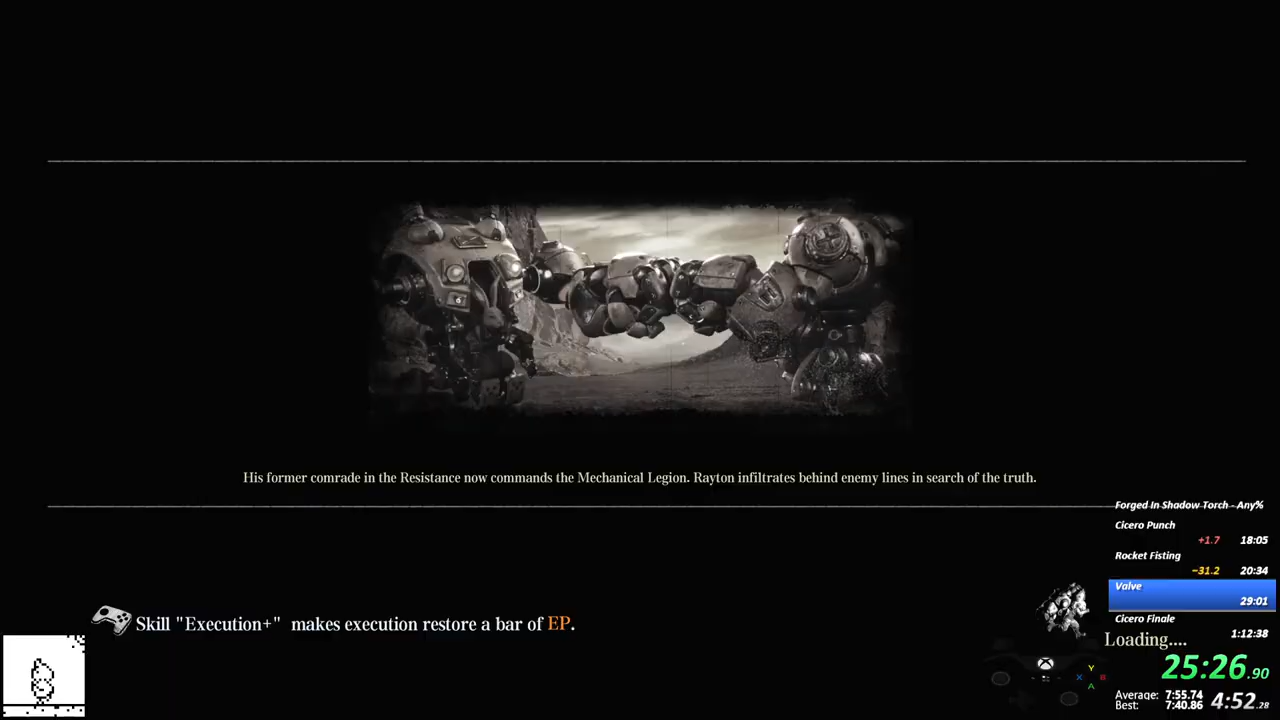 His former comrade in the Resistance now commands the Mechanical Legion. Rayton infiltrates behind enemy lines in search of the truth.
Forged In Shadow Torch - Any%
Cicero Punch
+1.7 18:05
Rocket Fisting
−31.2 20:34
Valve
29:01
Cicero Finale
1:12:38
Loading....
Skill "Execution+" makes execution restore a bar of EP.
25:26.90
Average: 7:55.74
Best: 7:40.86
4:52.28
Y
X
B
A